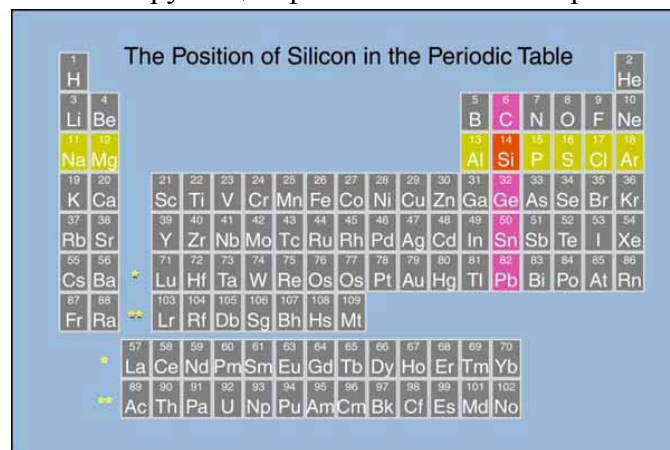 The Position of Silicon in the Periodic Table
1 2
H He
3 4 5 6 7 8 9 10
Li Be B C N O F Ne
11 12 13 14 15 16 17 18
Na Mg Al Si P S Cl Ar
19 20 21 22 23 24 25 26 27 28 29 30 31 32 33 34 35 36
K Ca Sc Ti V Cr Mn Fe Co Ni Cu Zn Ga Ge As Se Br Kr
37 38 39 40 41 42 43 44 45 46 47 48 49 50 51 52 53 54
Rb Sr Y Zr Nb Mo Tc Ru Rh Pd Ag Cd In Sn Sb Te I Xe
55 56 71 72 73 74 75 76 77 78 79 80 81 82 83 84 85 86
Cs Ba * Lu Hf Ta W Re Os Os Pt Au Hg Tl Pb Bi Po At Rn
87 88 103 104 105 106 107 108 109
Fr Ra ** Lr Rf Db Sg Bh Hs Mt
57 58 59 60 61 63 64 65 66 67 68 69 70
* La Ce Nd Pm Sm Eu Gd Tb Dy Ho Er Tm Yb
89 90 91 92 93 94 95 96 97 98 99 101 102
** Ac Th Pa U Np Pu Am Cm Bk Cf Es Md No